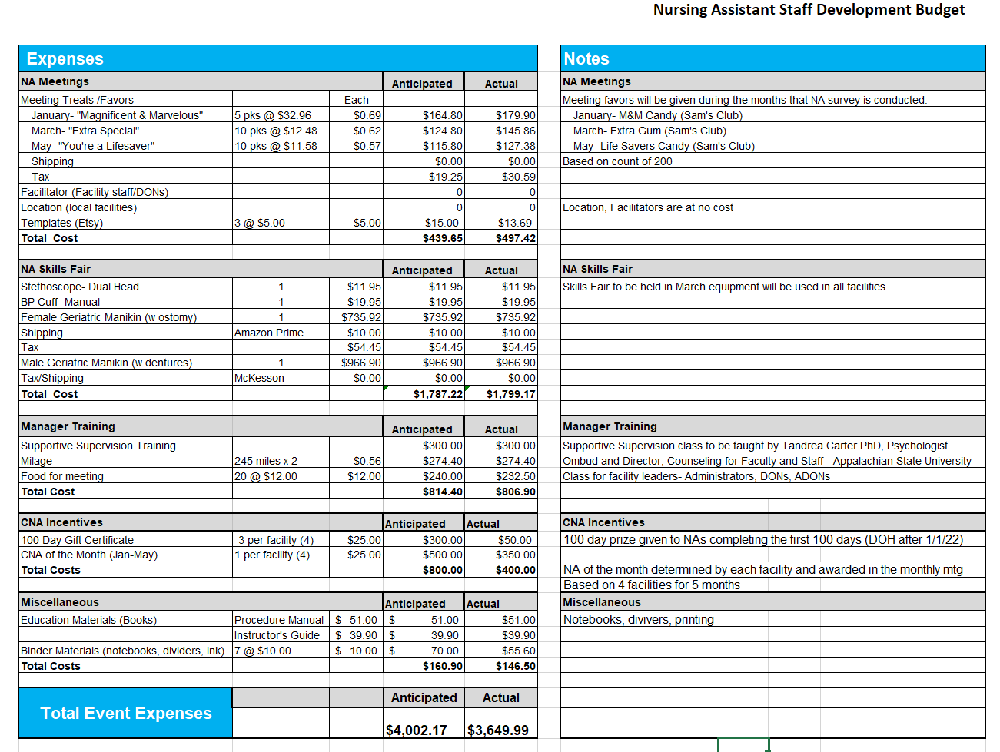 Nursing Assistant Staff Development Budget
Expenses Notes
NA Meetings Anticipated Actual NA Meetings
Meeting Treats /Favors Each Meeting favors will be given during the months that NA survey is conducted.
January- "Magnificent & Marvelous" 5 pks @ $32.96 $0.69 $164.80 $179.90 January- M&M Candy (Sam's Club)
March- "Extra Special" 10 pks @ $12.48 $0.62 $124.80 $145.86 March- Extra Gum (Sam's Club)
May- "You're a Lifesaver" 10 pks @ $11.58 $0.57 $115.80 $127.38 May- Life Savers Candy (Sam's Club)
Shipping $0.00 $0.00 Based on count of 200
Tax $19.25 $30.59
Facilitator (Facility staff/DONs) 0 0
Location (local facilities) 0 0 Location, Facilitators are at no cost
Templates (Etsy) 3 @ $5.00 $5.00 $15.00 $13.69
Total Cost $439.65 $497.42
NA Skills Fair Anticipated Actual NA Skills Fair
Stethoscope- Dual Head 1 $11.95 $11.95 $11.95 Skills Fair to be held in March equipment will be used in all facilities
BP Cuff- Manual 1 $19.95 $19.95 $19.95
Female Geriatric Manikin (w ostomy) 1 $735.92 $735.92 $735.92
Shipping Amazon Prime $10.00 $10.00 $10.00
Tax $54.45 $54.45 $54.45
Male Geriatric Manikin (w dentures) 1 $966.90 $966.90 $966.90
Tax/Shipping McKesson $0.00 $0.00 $0.00
Total Cost $1,787.22 $1,799.17
Manager Training Anticipated Actual Manager Training
Supportive Supervision Training $300.00 $300.00 Supportive Supervision class to be taught by Tandrea Carter PhD, Psychologist
Milage 245 miles x 2 $0.56 $274.40 $274.40 Ombud and Director, Counseling for Faculty and Staff - Appalachian State University
Food for meeting 20 @ $12.00 $12.00 $240.00 $232.50 Class for facility leaders- Administrators, DONs, ADONs
Total Cost $814.40 $806.90
CNA Incentives Anticipated Actual CNA Incentives
100 Day Gift Certificate 3 per facility (4) $25.00 $300.00 $50.00 100 day prize given to NAs completing the first 100 days (DOH after 1/1/22)
CNA of the Month (Jan-May) 1 per facility (4) $25.00 $500.00 $350.00
Total Costs $800.00 $400.00 NA of the month determined by each facility and awarded in the monthly mtg
Based on 4 facilities for 5 months
Miscellaneous Anticipated Actual Miscellaneous
Education Materials (Books) Procedure Manual $ 51.00 $ 51.00 $51.00 Notebooks, divivers, printing
Instructor's Guide $ 39.90 $ 39.90 $39.90
Binder Materials (notebooks, dividers, ink) 7 @ $10.00 $ 10.00 $ 70.00 $55.60
Total Costs $160.90 $146.50
Anticipated Actual
Total Event Expenses
$4,002.17 $3,649.99